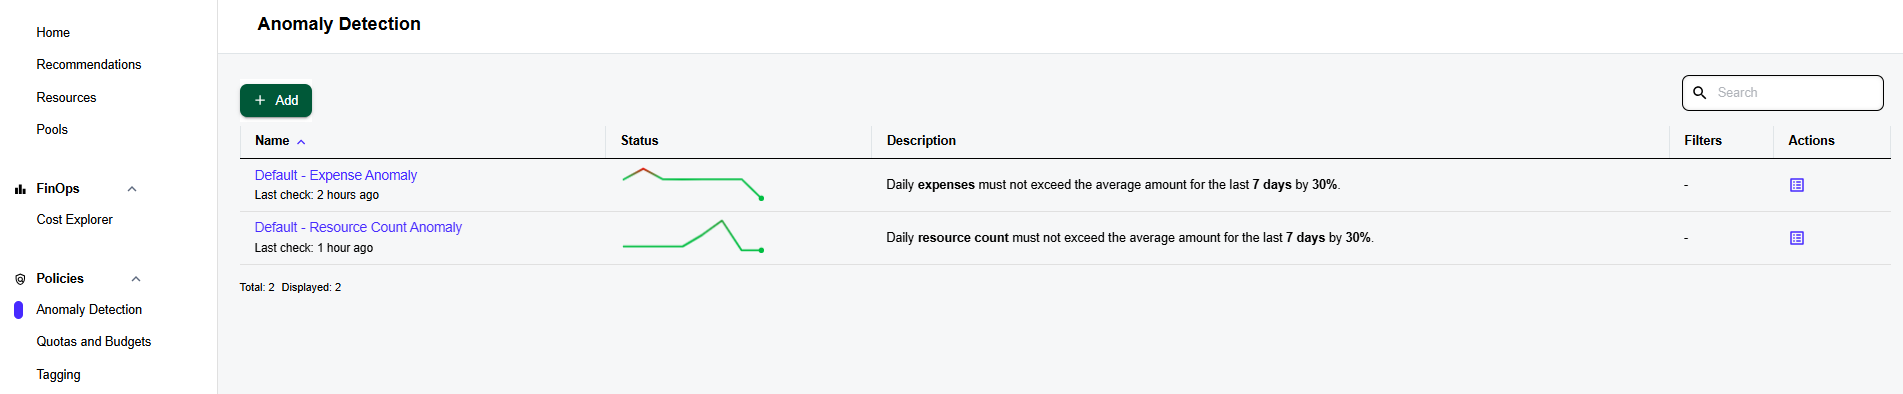 Anomaly Detection
Home
Recommendations
Resources
Pools
FinOps
Cost Explorer
Policies
Anomaly Detection
Quotas and Budgets
Tagging
+ Add
Search
Name Status Description Filters Actions
Default - Expense Anomaly
Last check: 2 hours ago
Daily expenses must not exceed the average amount for the last 7 days by 30%.
-
Default - Resource Count Anomaly
Last check: 1 hour ago
Daily resource count must not exceed the average amount for the last 7 days by 30%.
-
Total: 2 Displayed: 2